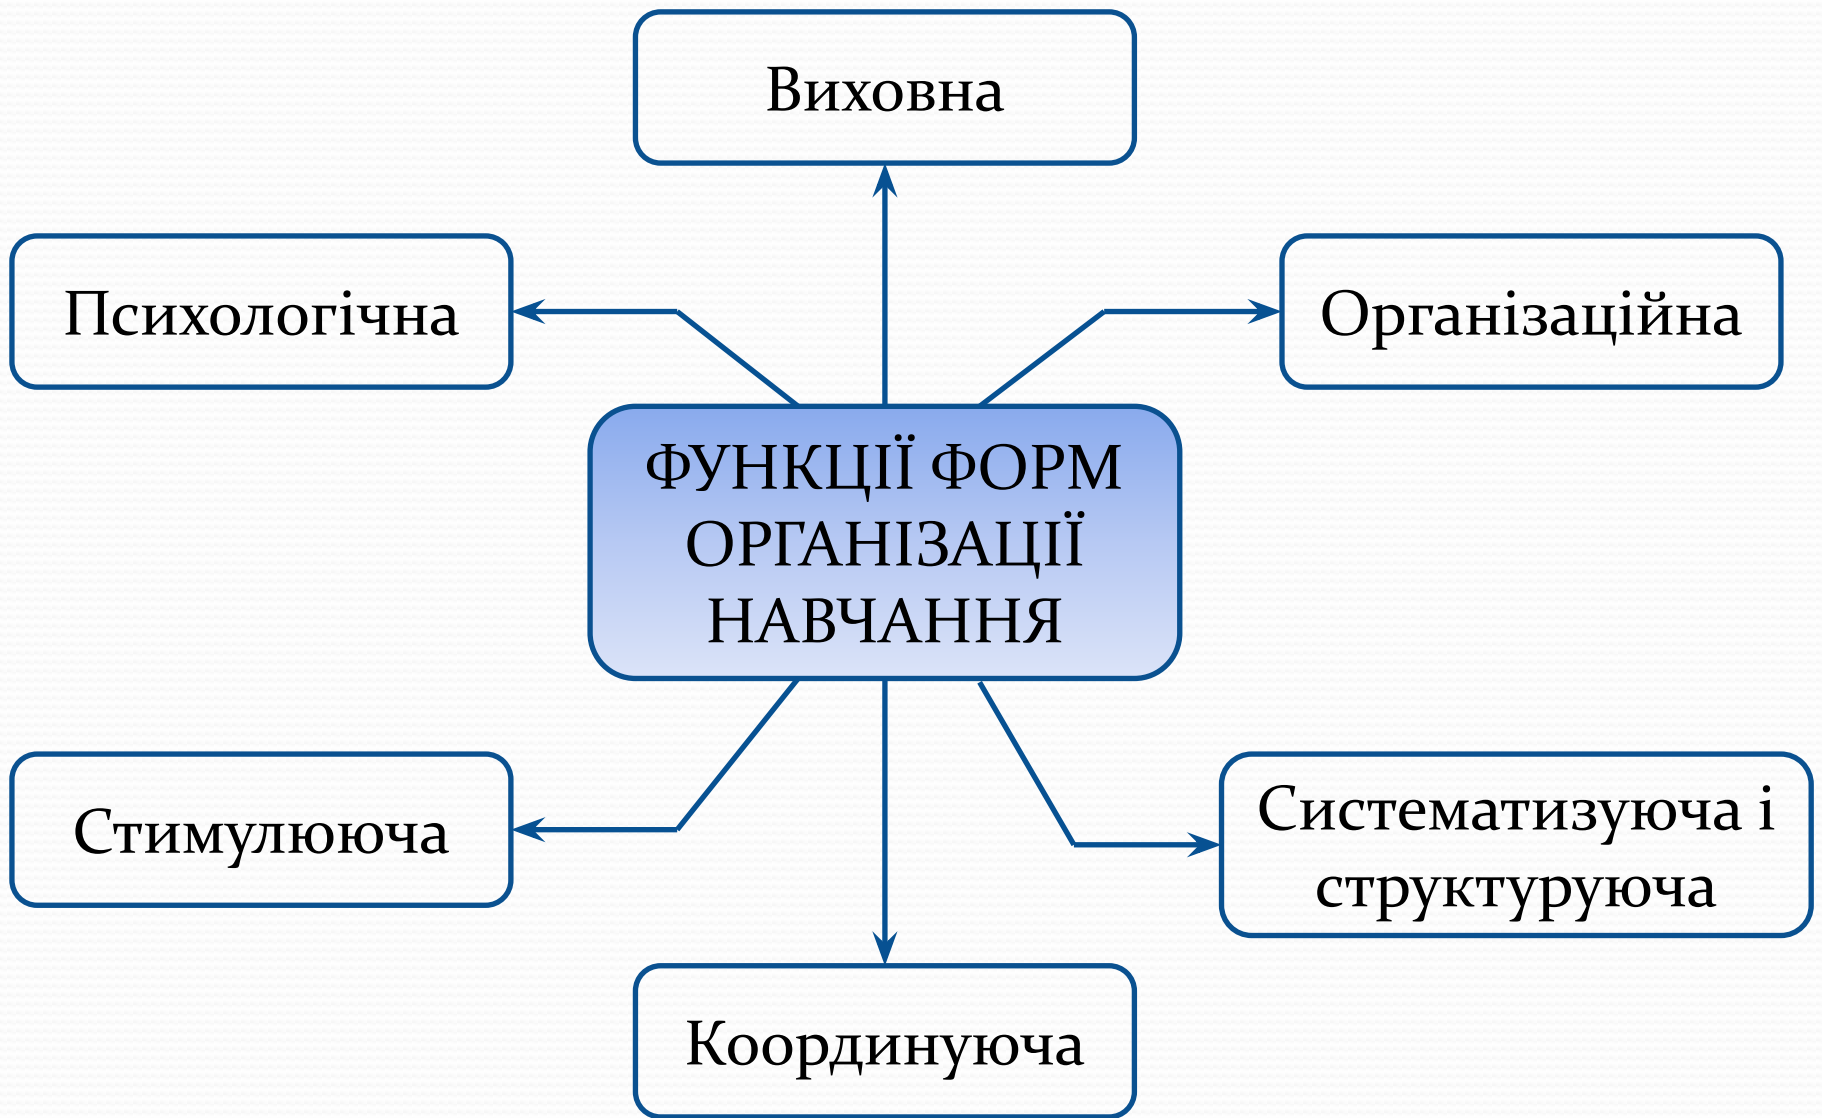 Виховна
Психологічна
Організаційна
ФУНКЦІЇ ФОРМ
ОРГАНІЗАЦІЇ
НАВЧАННЯ
Стимулююча
Систематизуюча і
структуруюча
Координуюча